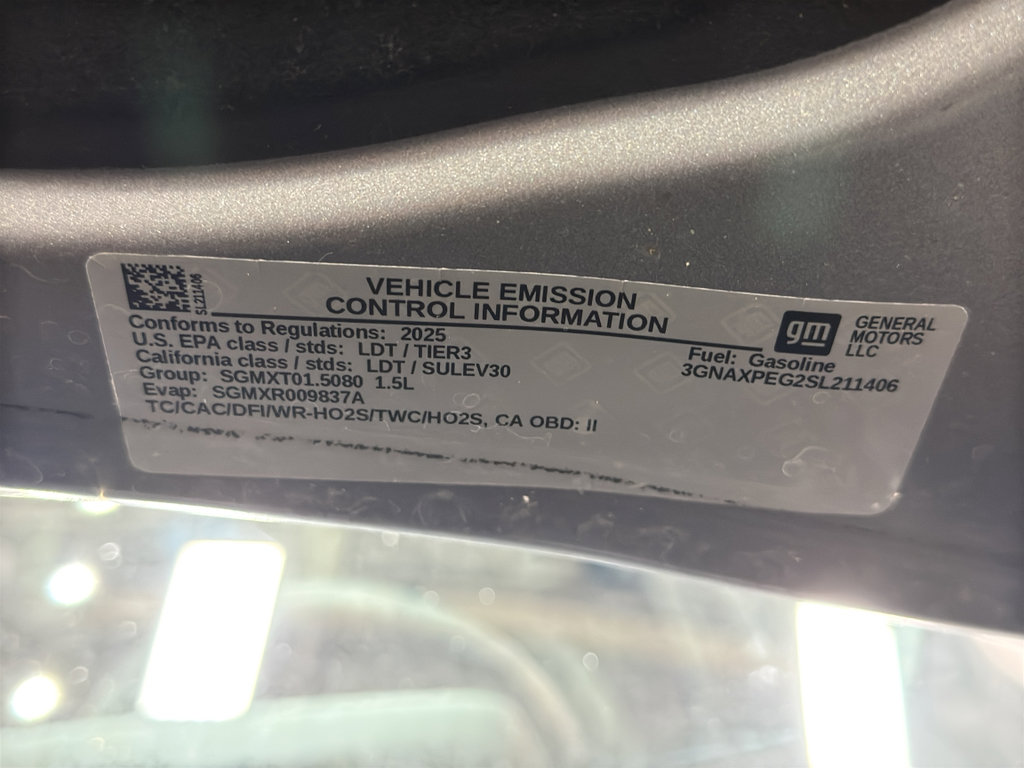 SL211406
VEHICLE EMISSION
CONTROL INFORMATION
gm
GENERAL
MOTORS
LLC
Conforms to Regulations: 2025
U.S. EPA class / stds: LDT / TIER3
California class / stds: LDT / SULEV30
Group: SGMXT01.5080 1.5L
Evap: SGMXR009837A
TC/CAC/DFI/WR-HO2S/TWC/HO2S, CA OBD: II
Fuel: Gasoline
3GNAXPEG2SL211406